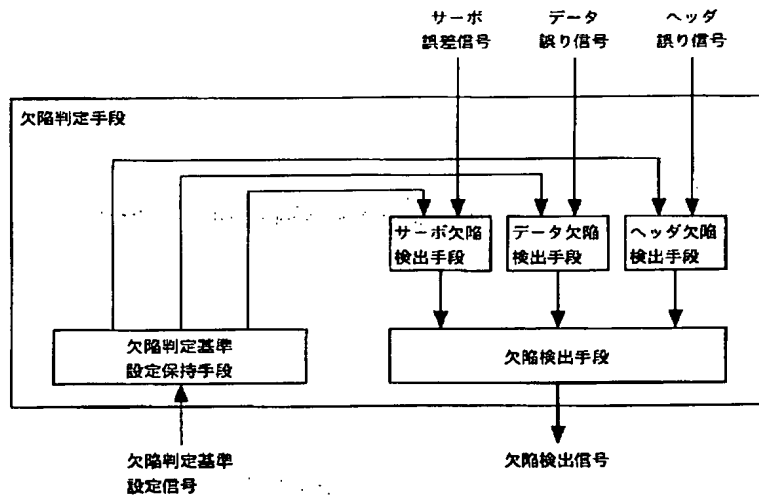 サーボ
誤差信号
データ
誤り信号
ヘッダ
誤り信号
欠陥判定手段
サーボ欠陥
検出手段
データ欠陥
検出手段
ヘッダ欠陥
検出手段
欠陥判定基準
設定保持手段
欠陥検出手段
欠陥判定基準
設定信号
欠陥検出信号